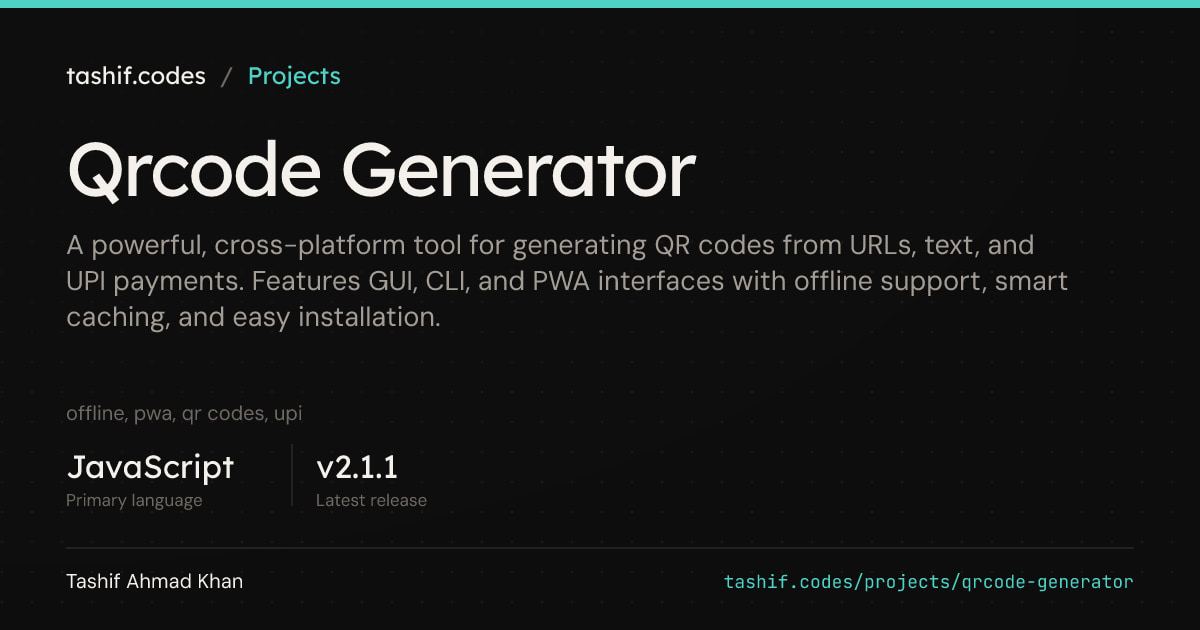 tashif.codes / Projects
Qrcode Generator
A powerful, cross-platform tool for generating QR codes from URLs, text, and
UPI payments. Features GUI, CLI, and PWA interfaces with offline support, smart
caching, and easy installation.
offline, pwa, qr codes, upi
JavaScript v2.1.1
Primary language Latest release
Tashif Ahmad Khan tashif.codes/projects/qrcode-generator